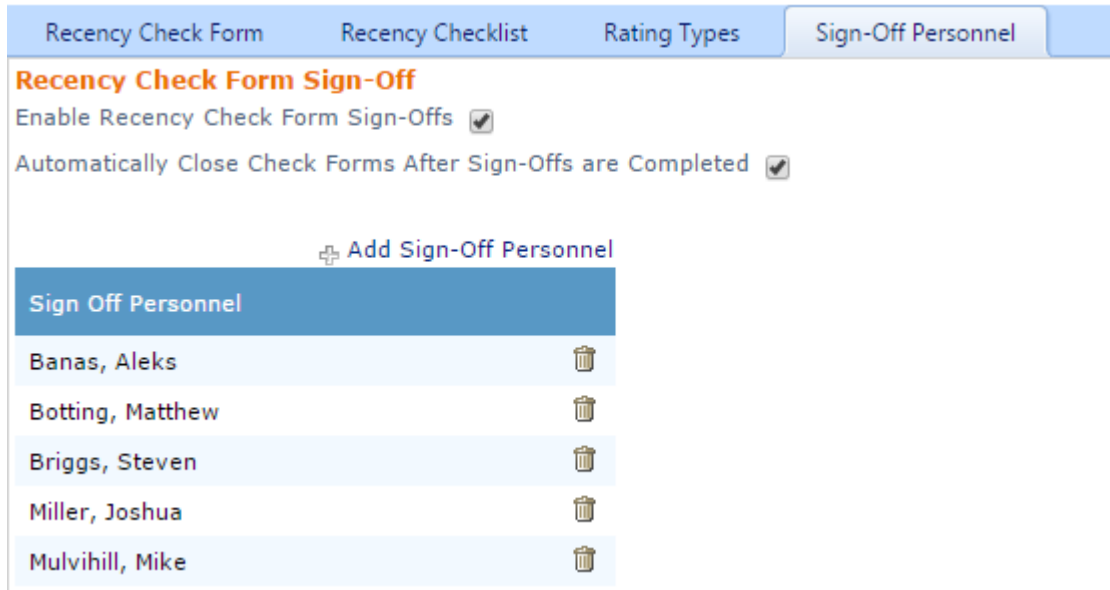 Recency Check Form Recency Checklist Rating Types Sign-Off Personnel
Recency Check Form Sign-Off
Enable Recency Check Form Sign-Offs
Automatically Close Check Forms After Sign-Offs are Completed
Add Sign-Off Personnel
Sign Off Personnel
Banas, Aleks
Botting, Matthew
Briggs, Steven
Miller, Joshua
Mulvihill, Mike